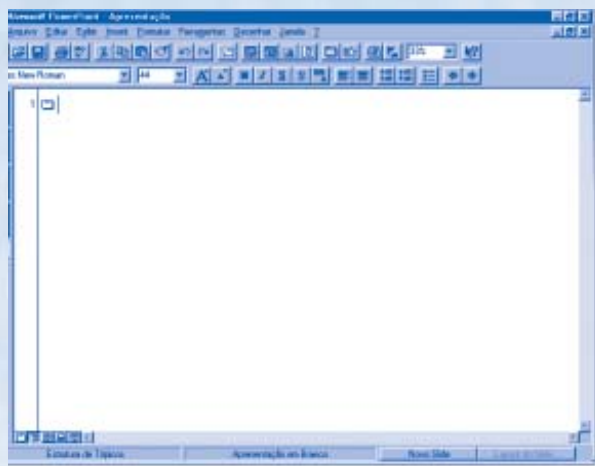 Microsoft PowerPoint - Apresentação
Arquivo Editar Exibir Inserir Formatar Ferramentas Desenhar Janela ?
New Roman 44
1
Estrutura de Tópicos Apresentação em Branco Novo Slide